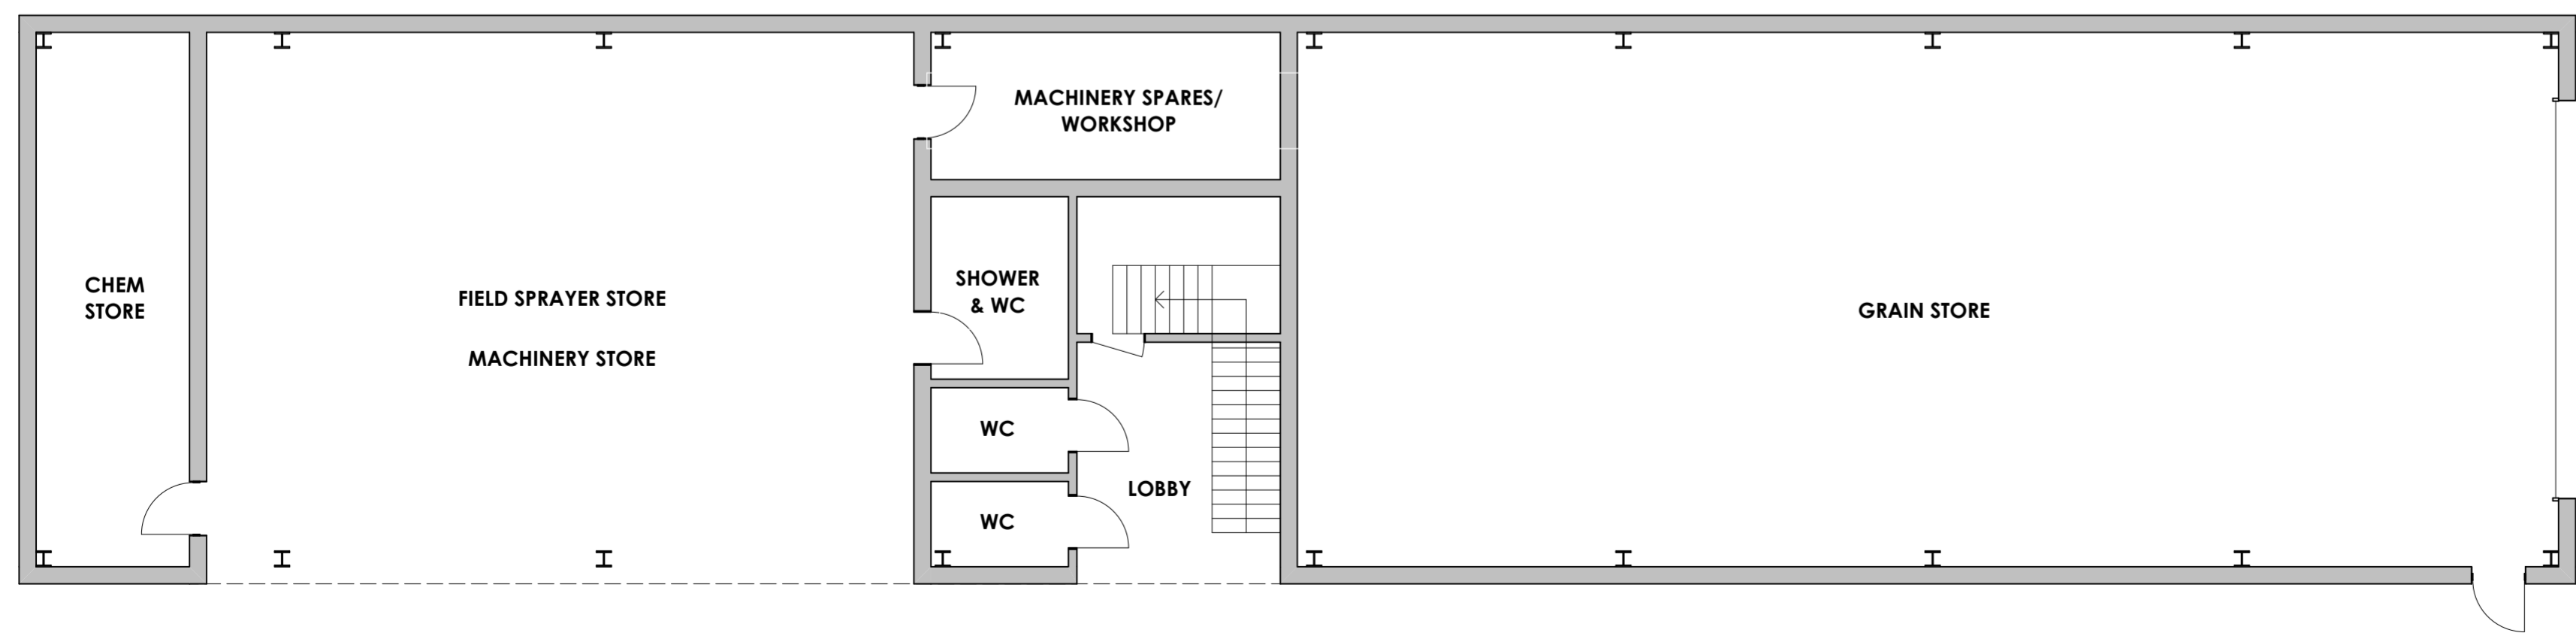 CHEM
STORE
FIELD SPRAYER STORE
MACHINERY STORE
MACHINERY SPARES/
WORKSHOP
SHOWER
& WC
WC
WC
LOBBY
GRAIN STORE